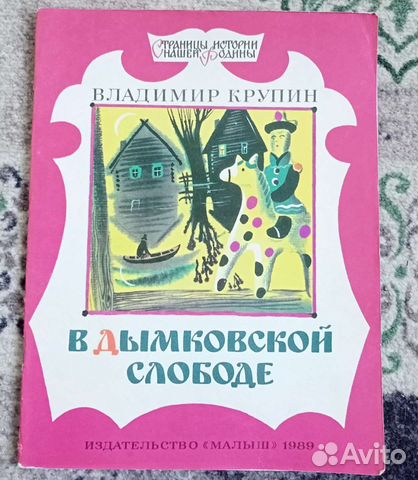 СТРАНИЦЫ ИСТОРИИ
НАШЕЙ РОДИНЫ
ВЛАДИМИР КРУПИН
В ДЫМКОВСКОЙ
СЛОБОДЕ
ИЗДАТЕЛЬСТВО «МАЛЫШ» 1989
Avito